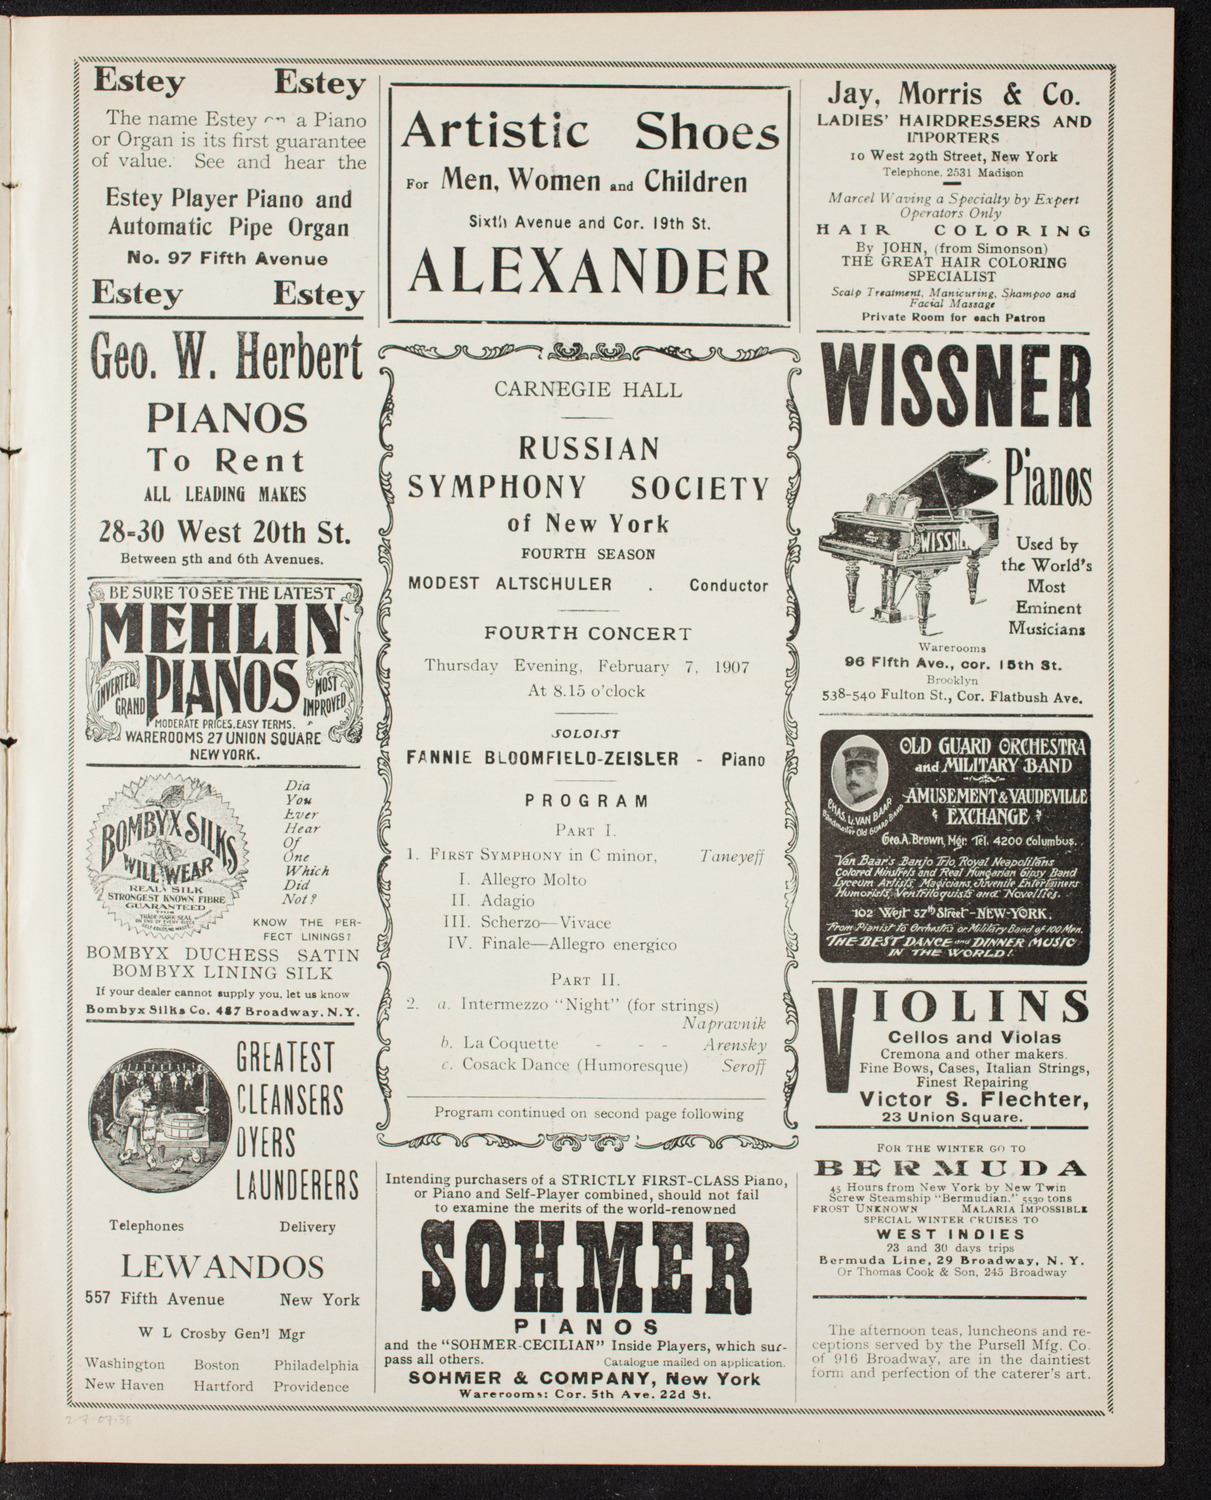 Estey Estey
The name Estey on a Piano
or Organ is its first guarantee
of value. See and hear the
Estey Player Piano and
Automatic Pipe Organ
No. 97 Fifth Avenue
Estey Estey
Geo. W. Herbert
PIANOS
To Rent
ALL LEADING MAKES
28-30 West 20th St.
Between 5th and 6th Avenues.
BE SURE TO SEE THE LATEST
MEHLIN
PIANOS
INVERTED
GRAND
MOST
IMPROVED
MODERATE PRICES, EASY TERMS.
WAREROOMS 27 UNION SQUARE
NEW YORK.
BOMBYX SILKS
WILL WEAR
REAL SILK
STRONGEST KNOWN FIBRE
GUARANTEED
Dia
You
Ever
Hear
Of
One
Which
Did
Not?
KNOW THE PER-
FECT LININGS?
BOMBYX DUCHESS SATIN
BOMBYX LINING SILK
If your dealer cannot supply you, let us know
Bombyx Silks Co. 487 Broadway, N.Y.
GREATEST
CLEANSERS
DYERS
LAUNDERERS
Telephones Delivery
LEWANDOS
557 Fifth Avenue New York
W L Crosby Gen'l Mgr
Washington Boston Philadelphia
New Haven Hartford Providence
Artistic Shoes
For Men, Women and Children
Sixth Avenue and Cor. 19th St.
ALEXANDER
CARNEGIE HALL
RUSSIAN
SYMPHONY SOCIETY
of New York
FOURTH SEASON
MODEST ALTSCHULER . Conductor
FOURTH CONCERT
Thursday Evening, February 7, 1907
At 8.15 o'clock
SOLOIST
FANNIE BLOOMFIELD-ZEISLER - Piano
PROGRAM
PART I.
1. FIRST SYMPHONY in C minor, Taneyeff
I. Allegro Molto
II. Adagio
III. Scherzo—Vivace
IV. Finale—Allegro energico
PART II.
2. a. Intermezzo "Night" (for strings)
Napravnik
b. La Coquette - - - Arensky
c. Cosack Dance (Humoresque) Seroff
Program continued on second page following
Intending purchasers of a STRICTLY FIRST-CLASS Piano,
or Piano and Self-Player combined, should not fail
to examine the merits of the world-renowned
SOHMER
PIANOS
and the "SOHMER-CECILIAN" Inside Players, which sur-
pass all others. Catalogue mailed on application.
SOHMER & COMPANY, New York
Warerooms: Cor. 5th Ave. 22d St.
Jay, Morris & Co.
LADIES' HAIRDRESSERS AND
IMPORTERS
10 West 29th Street, New York
Telephone, 2531 Madison
Marcel Waving a Specialty by Expert
Operators Only
HAIR COLORING
By JOHN, (from Simonson)
THE GREAT HAIR COLORING
SPECIALIST
Scalp Treatment, Manicuring, Shampoo and
Facial Massage
Private Room for each Patron
WISSNER
Pianos
WISSNER
Used by
the World's
Most
Eminent
Musicians
Warerooms
96 Fifth Ave., cor. 15th St.
Brooklyn
538-540 Fulton St., Cor. Flatbush Ave.
OLD GUARD ORCHESTRA
and MILITARY BAND
AMUSEMENT & VAUDEVILLE
EXCHANGE
CHAS. L. VAN BAAR
Bandmaster Old Guard Band
Geo. A. Brown, Mgr. Tel. 4200 Columbus.
Van Baar's Banjo Trio, Royal Neapolitans
Colored Minstrels and Real Hungarian Gipsy Band
Lyceum Artists, Magicians, Juvenile Entertainers
Humorists, Ventriloquists and Novelties.
102 West 57th Street - NEW-YORK.
From Pianist to Orchestra or Military Band of 100 Men.
THE BEST DANCE and DINNER MUSIC
IN THE WORLD!
VIOLINS
Cellos and Violas
Cremona and other makers.
Fine Bows, Cases, Italian Strings,
Finest Repairing
Victor S. Flechter,
23 Union Square.
FOR THE WINTER GO TO
BERMUDA
45 Hours from New York by New Twin
Screw Steamship "Bermudian." 5530 tons
FROST UNKNOWN MALARIA IMPOSSIBLE
SPECIAL WINTER CRUISES TO
WEST INDIES
23 and 30 days trips
Bermuda Line, 29 Broadway, N. Y.
Or Thomas Cook & Son, 245 Broadway
The afternoon teas, luncheons and re-
ceptions served by the Pursell Mfg. Co.
of 916 Broadway, are in the daintiest
form and perfection of the caterer's art.